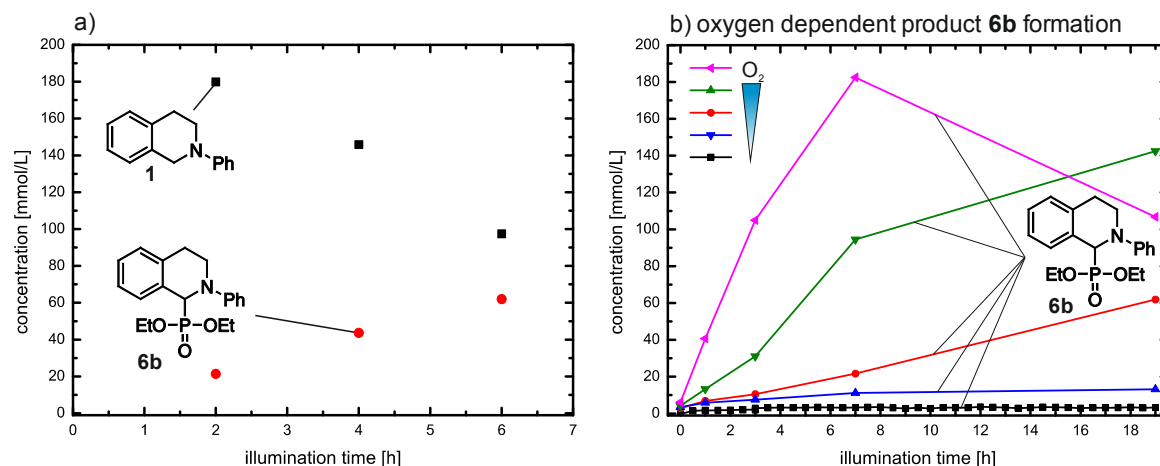 a)
200
180
160
140
120
100
80
60
40
20
0
concentration [mmol/L]
N
Ph
1
N
Ph
EtO
P
OEt
O
6b
0 1 2 3 4 5 6 7
illumination time [h]
b) oxygen dependent product 6b formation
200
180
160
140
120
100
80
60
40
20
0
concentration [mmol/L]
O2
N
Ph
EtO
P
OEt
O
6b
0 2 4 6 8 10 12 14 16 18
illumination time [h]